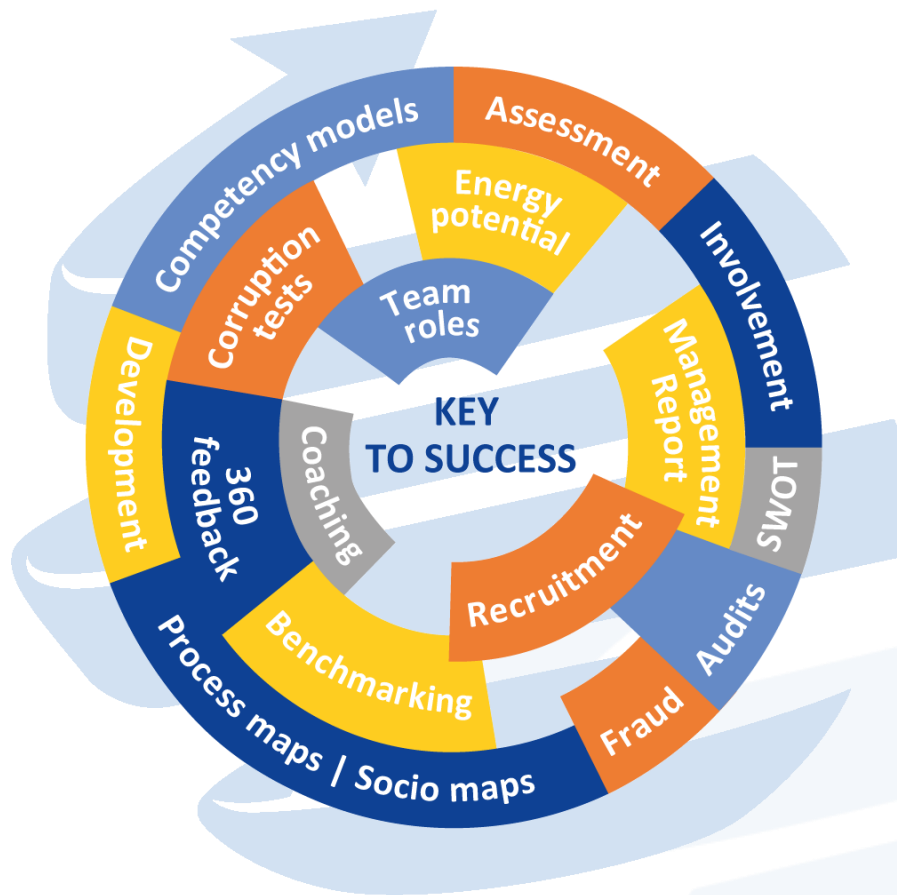 Competency models
Assessment
Involvement
SWOT
Audits
Fraud
Process maps | Socio maps
Development
Corruption
tests
Energy
potential
Management
Report
Recruitment
Benchmarking
360
feedback
Team
roles
Coaching
KEY
TO SUCCESS